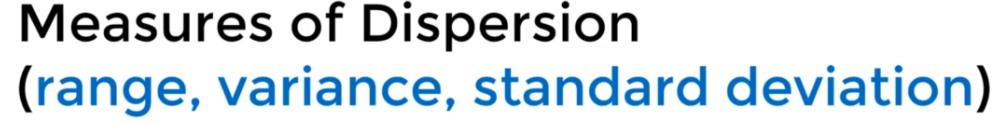 Measures of Dispersion
(range, variance, standard deviation)